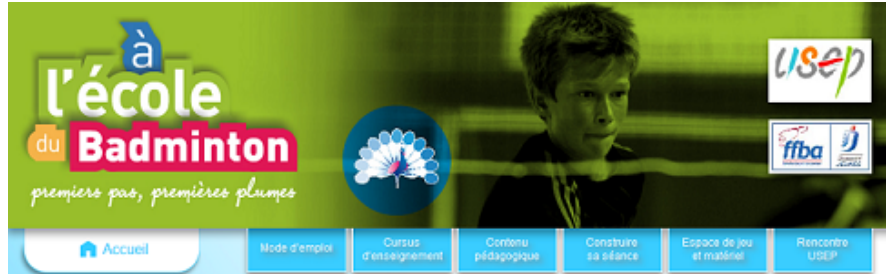 à
l'école
du Badminton
premiers pas, premières plumes
usep
ffba
Accueil
Mode d'emploi
Cursus
d'enseignement
Contenu
pédagogique
Construire
sa séance
Espace de jeu
et matériel
Rencontre
USEP